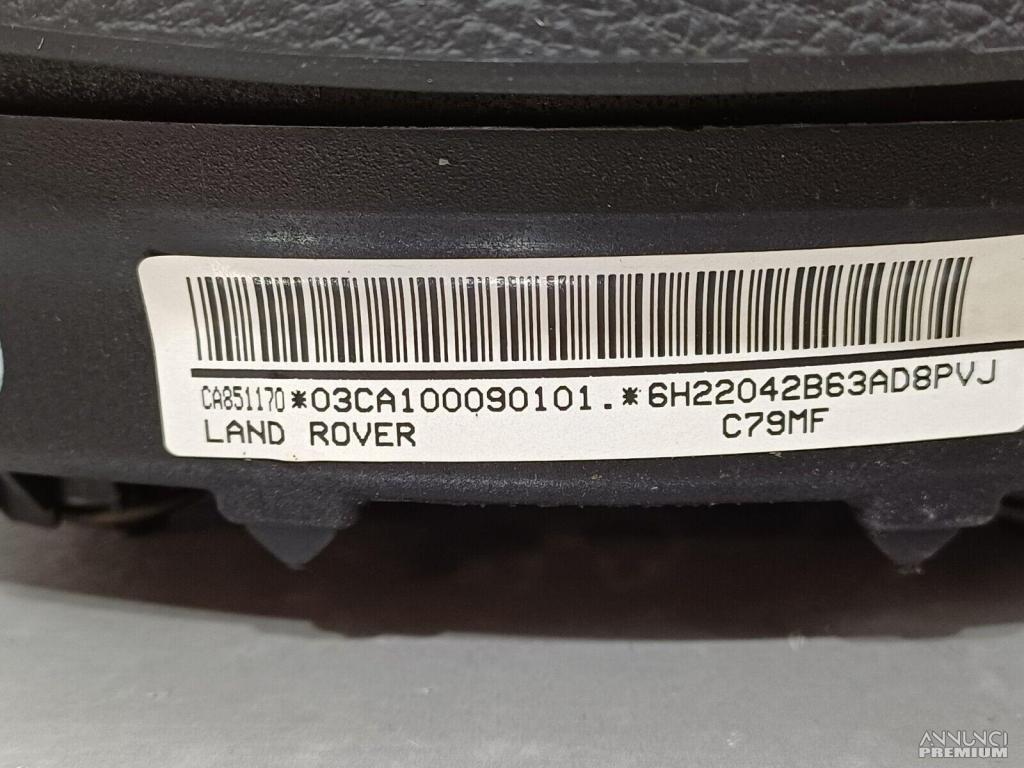 CA851170*03CA100090101.*6H22042B63AD8PVJ
LAND ROVER C79MF
ANNUNCI
PREMIUM